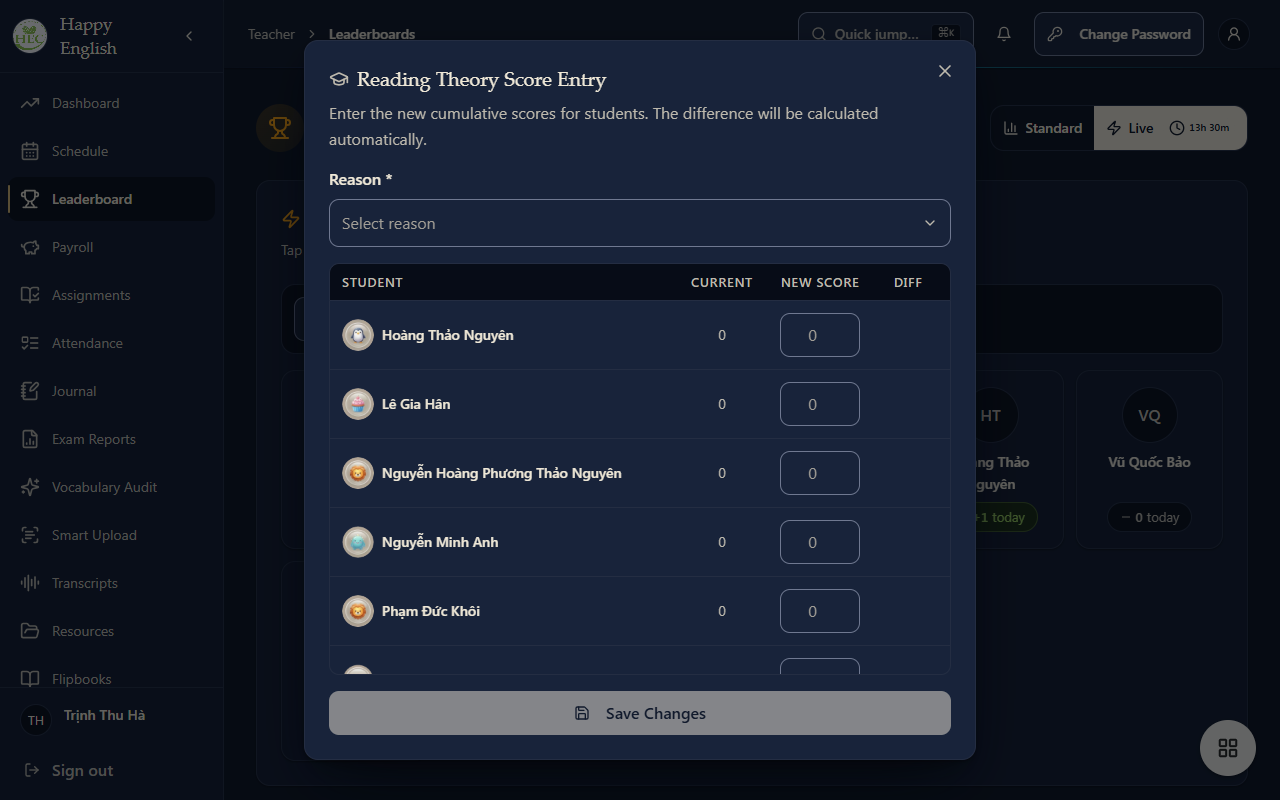 Happy
English
Dashboard
Schedule
Leaderboard
Payroll
Assignments
Attendance
Journal
Exam Reports
Vocabulary Audit
Smart Upload
Transcripts
Resources
Flipbooks
TH
Trịnh Thu Hà
Sign out
Teacher
Leaderboards
Quick jump...
⌘K
Change Password
Standard
Live
13h 30m
Tap
Reading Theory Score Entry
Enter the new cumulative scores for students. The difference will be calculated
automatically.
Reason *
Select reason
STUDENT CURRENT NEW SCORE DIFF
Hoàng Thảo Nguyên 0 0
Lê Gia Hân 0 0
Nguyễn Hoàng Phương Thảo Nguyên 0 0
Nguyễn Minh Anh 0 0
Phạm Đức Khôi 0 0
Save Changes
HT
ng Thảo
guyên
+1 today
VQ
Vũ Quốc Bảo
– 0 today